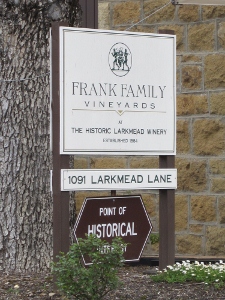 FRANK FAMILY
VINEYARDS
AT
THE HISTORIC LARKMEAD WINERY
ESTABLISHED 1884
1091 LARKMEAD LANE
POINT OF
HISTORICAL